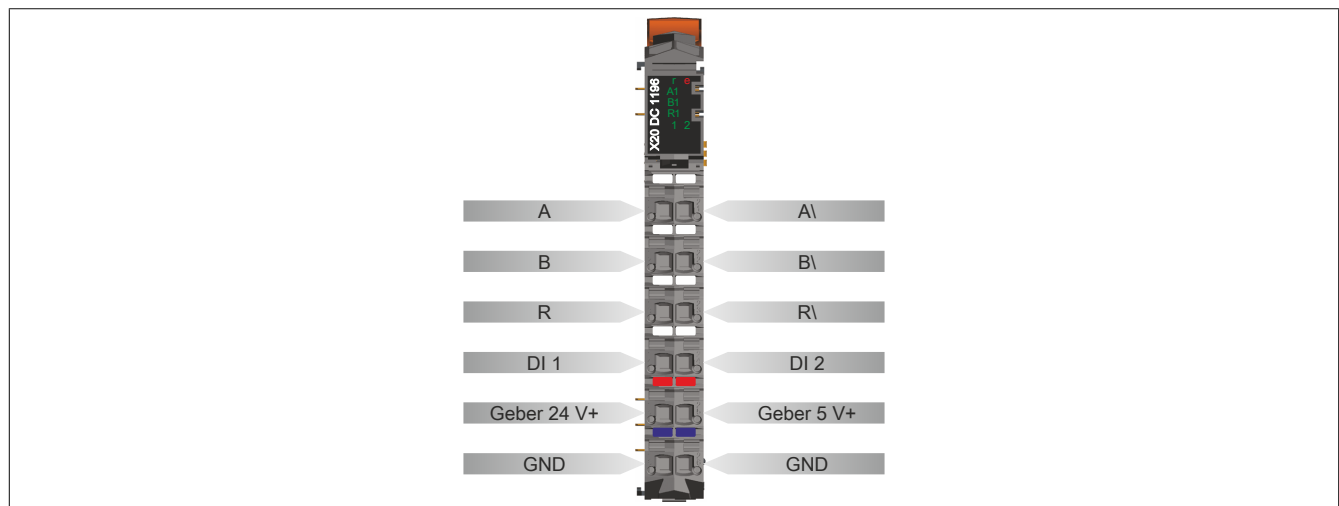 X20 DC 1196
r e
A1
B1
R1
1 2
A A\
B B\
R R\
DI 1 DI 2
Geber 24 V+ Geber 5 V+
GND GND